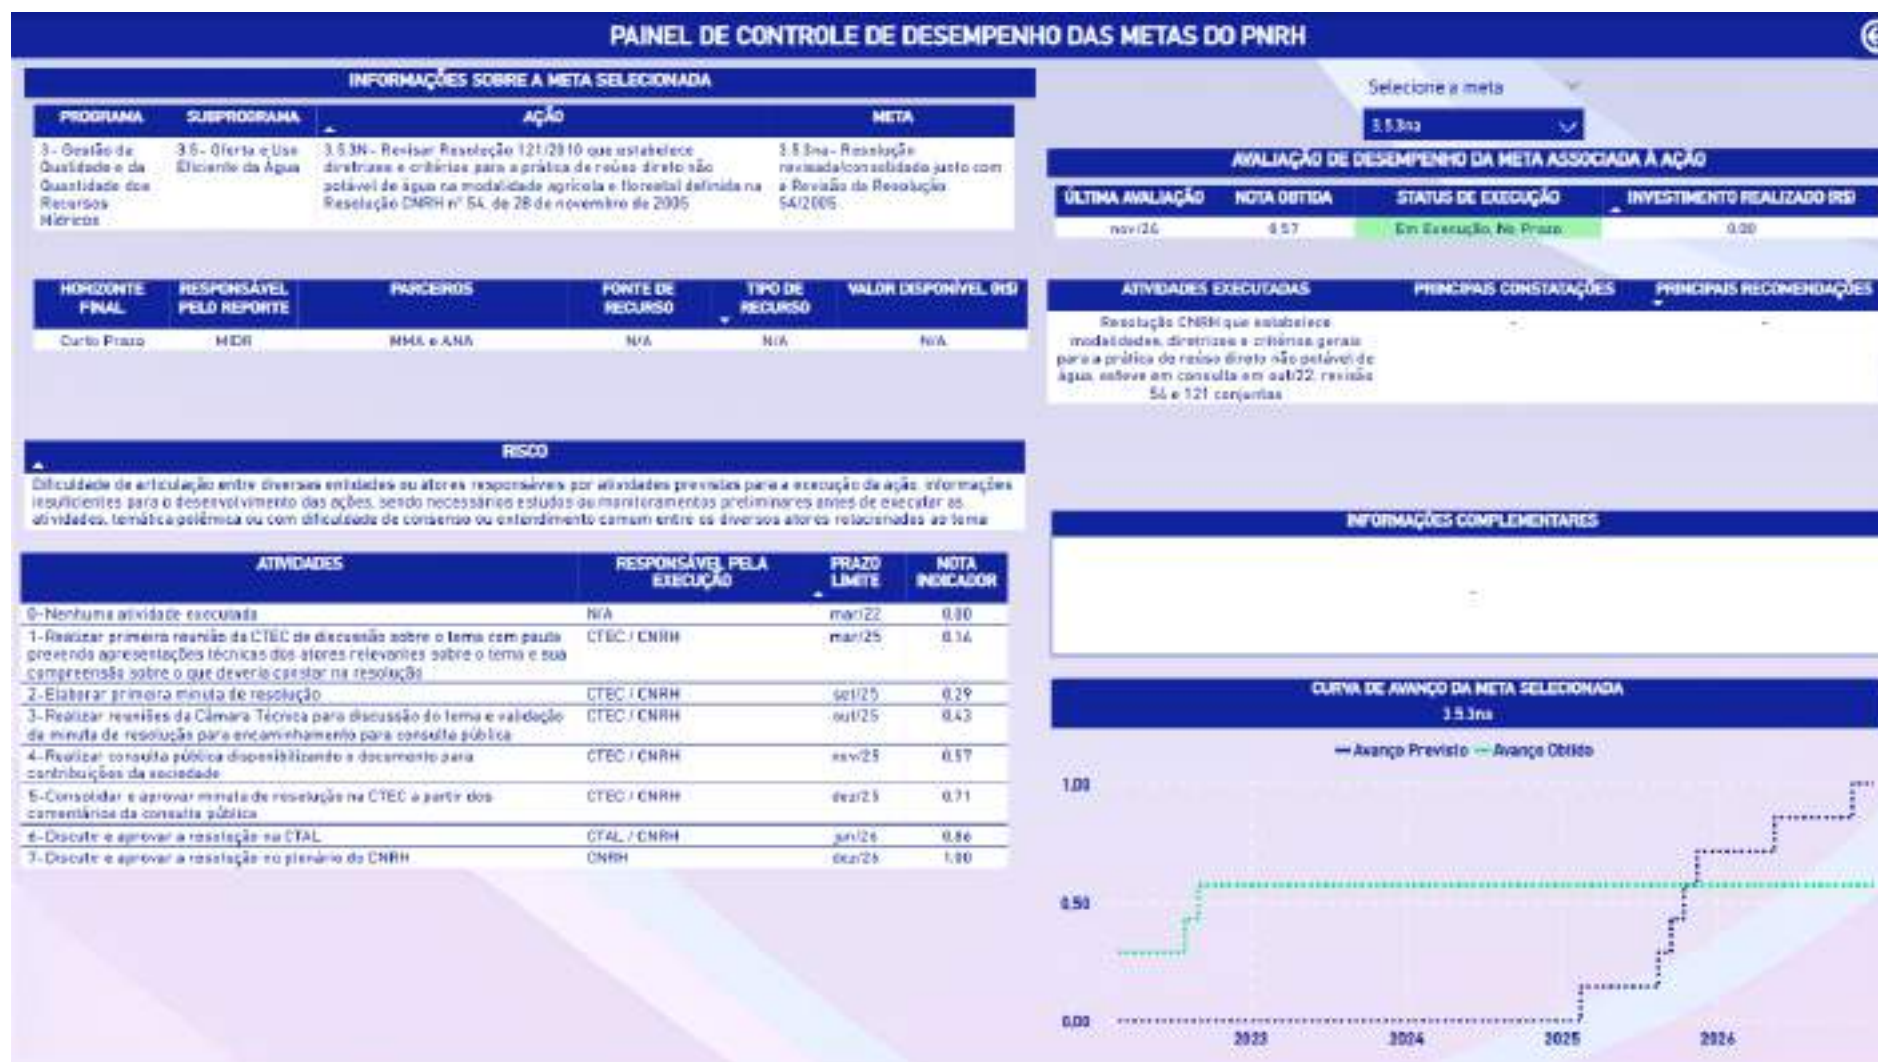 PAINEL DE CONTROLE DE DESEMPENHO DAS METAS DO PNRH
INFORMAÇÕES SOBRE A META SELECIONADA
PROGRAMA SUBPROGRAMA AÇÃO META
3 - Gestão da Qualidade e da Quantidade dos Recursos Hídricos
3.5 - Oferta e Uso Eficiente da Água
3.5.3N - Revisar Resolução 121/2010 que estabelece
diretrizes e critérios para a prática de reúso direto não
potável de água na modalidade agrícola e florestal definida na
Resolução CNRH nº 54, de 28 de novembro de 2005
3.5.3na - Resolução
revisada/consolidada junto com
a Revisão da Resolução
54/2005
HORIZONTE FINAL RESPONSÁVEL PELO REPORTE PARCEIROS FONTE DE RECURSO TIPO DE RECURSO VALOR DISPONÍVEL (R$)
Curto Prazo MIDR MMA e ANA N/A N/A N/A
RISCO
Dificuldade de articulação entre diversas entidades ou atores responsáveis por atividades previstas para a execução da ação, informações
insuficientes para o desenvolvimento das ações, sendo necessários estudos ou monitoramentos preliminares antes de executar as
atividades, temática polêmica ou com dificuldade de consenso ou entendimento comum entre os diversos atores relacionados ao tema
ATIVIDADES RESPONSÁVEL PELA EXECUÇÃO PRAZO LIMITE NOTA INDICADOR
0-Nenhuma atividade executada N/A mar/22 0,00
1-Realizar primeira reunião da CTEC de discussão sobre o tema com pauta CTEC / CNRH mar/25 0,14
prevendo apresentações técnicas dos atores relevantes sobre o tema e sua
compreensão sobre o que deveria constar na resolução
2-Elaborar primeira minuta de resolução CTEC / CNRH set/25 0,29
3-Realizar reuniões da Câmara Técnica para discussão do tema e validação CTEC / CNRH out/25 0,43
da minuta de resolução para encaminhamento para consulta pública
4-Realizar consulta pública disponibilizando o documento para CTEC / CNRH nov/25 0,57
contribuições da sociedade
5-Consolidar e aprovar minuta de resolução na CTEC a partir dos CTEC / CNRH dez/25 0,71
comentários da consulta pública
6-Discutir e aprovar a resolução na CTAL CTAL / CNRH jun/26 0,86
7-Discutir e aprovar a resolução no plenário do CNRH CNRH dez/26 1,00
Selecione a meta
3.5.3na
AVALIAÇÃO DE DESEMPENHO DA META ASSOCIADA À AÇÃO
ÚLTIMA AVALIAÇÃO NOTA OBTIDA STATUS DE EXECUÇÃO INVESTIMENTO REALIZADO (R$)
0,57 Em Execução, No Prazo 0,00
ATIVIDADES EXECUTADAS PRINCIPAIS CONSTATAÇÕES PRINCIPAIS RECOMENDAÇÕES
Resolução CNRH que estabelece - -
modalidades, diretrizes e critérios gerais
para a prática de reúso direto não potável de
água, esteve em consulta em out/22, revisão
54 e 121 conjuntas
INFORMAÇÕES COMPLEMENTARES
-
CURVA DE AVANÇO DA META SELECIONADA
3.5.3na
Avanço Previsto Avanço Obtido
1,00
0,50
0,00
2023 2024 2025 2026